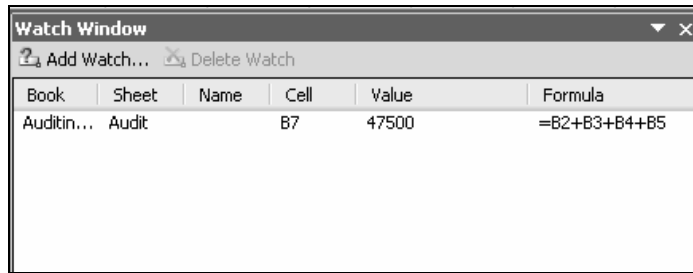 Watch Window
Add Watch... Delete Watch
Book Sheet Name Cell Value Formula
Auditin... Audit B7 47500 =B2+B3+B4+B5